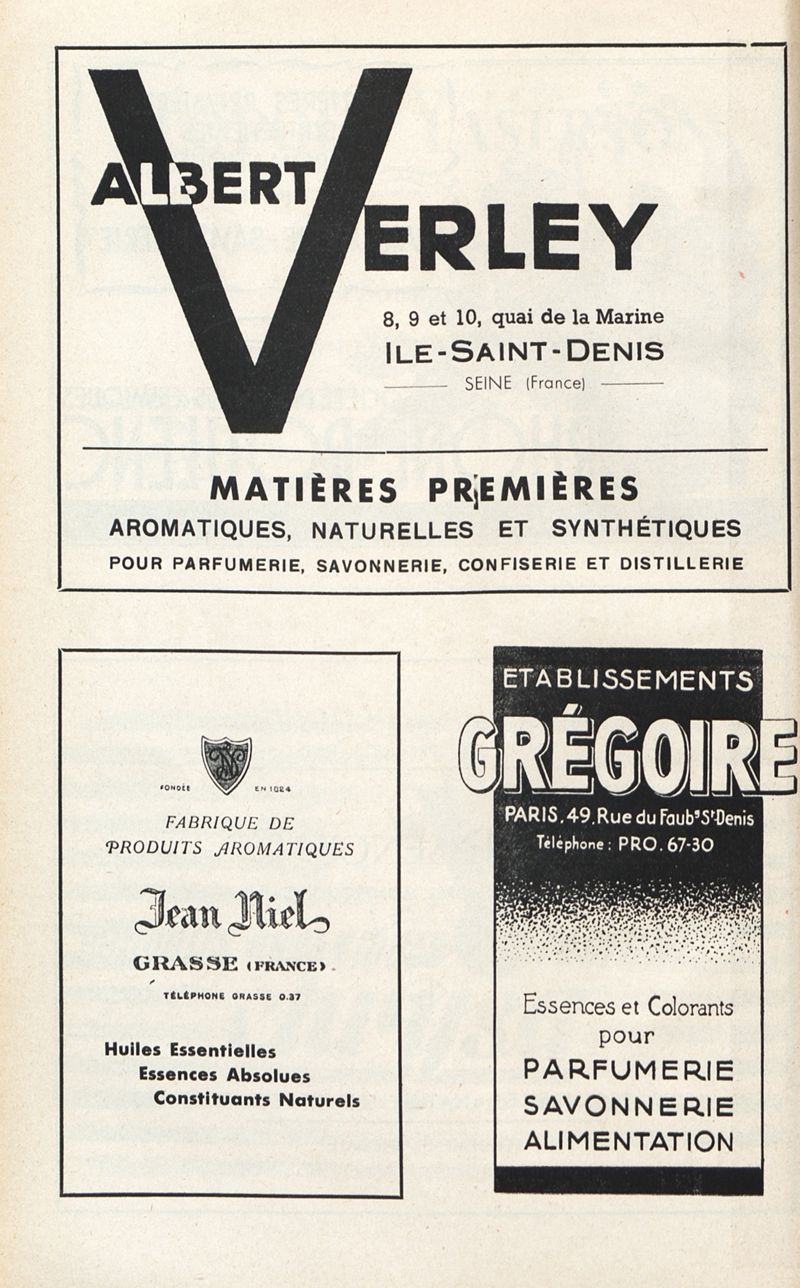 ALBERT
VERLEY
8, 9 et 10, quai de la Marine
ILE-SAINT-DENIS
SEINE (France)
MATIÈRES PREMIÈRES
AROMATIQUES, NATURELLES ET SYNTHÉTIQUES
POUR PARFUMERIE, SAVONNERIE, CONFISERIE ET DISTILLERIE
FONDÉE EN 1824
FABRIQUE DE
PRODUITS AROMATIQUES
Jean Niel
GRASSE (FRANCE)
TÉLÉPHONE GRASSE 0.37
Huiles Essentielles
Essences Absolues
Constituants Naturels
ETABLISSEMENTS
GRÉGOIRE
PARIS. 49. Rue du Faubg St Denis
Téléphone : PRO. 67-30
Essences et Colorants
pour
PARFUMERIE
SAVONNERIE
ALIMENTATION